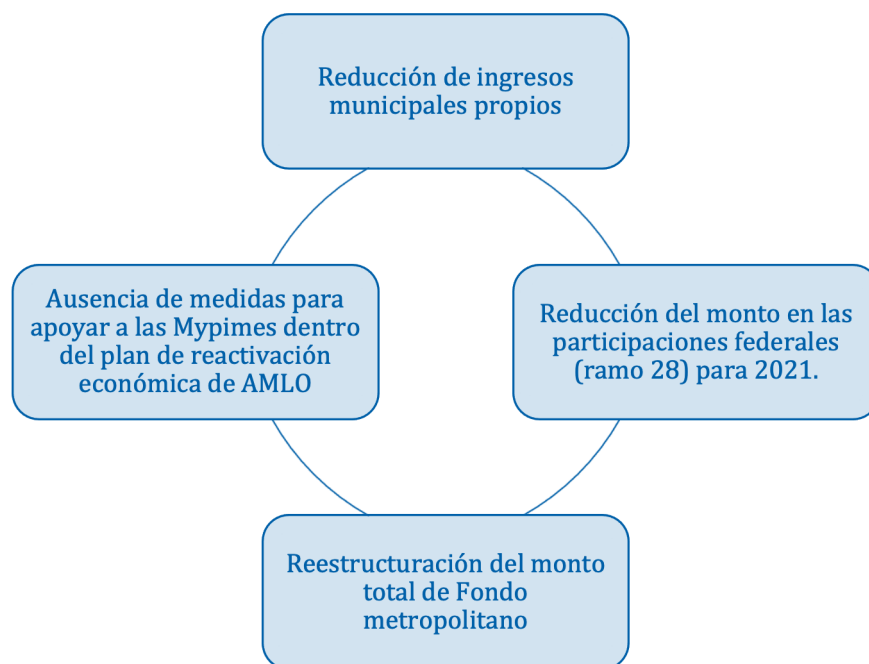 Reducción de ingresos
municipales propios
Ausencia de medidas para
apoyar a las Mypimes dentro
del plan de reactivación
económica de AMLO
Reducción del monto en las
participaciones federales
(ramo 28) para 2021.
Reestructuración del monto
total de Fondo
metropolitano